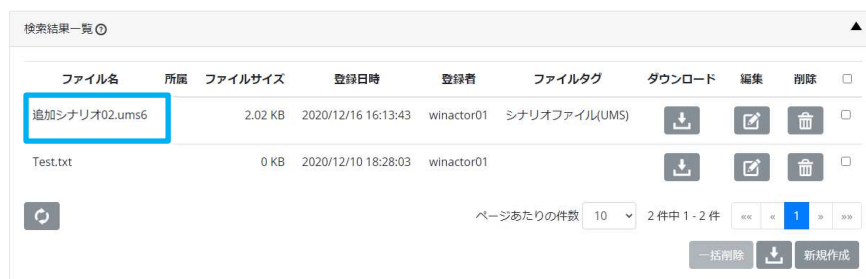 検索結果一覧 ?
ファイル名 所属 ファイルサイズ 登録日時 登録者 ファイルタグ ダウンロード 編集 削除
追加シナリオ02.ums6 2.02 KB 2020/12/16 16:13:43 winactor01 シナリオファイル(UMS)
Test.txt 0 KB 2020/12/10 18:28:03 winactor01
ページあたりの件数 10 2 件中 1 - 2 件 «« « 1 » »»
一括削除 新規作成